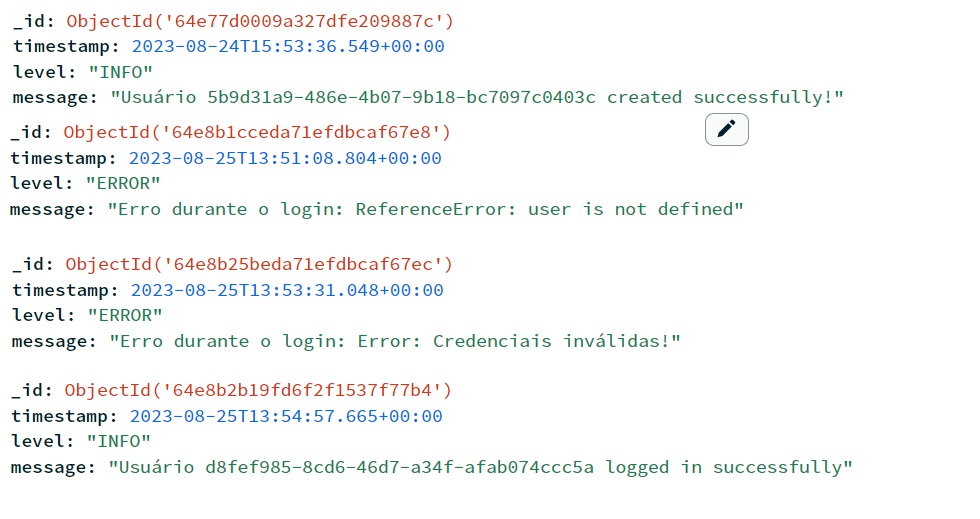 _id: ObjectId('64e77d0009a327dfe209887c')
timestamp: 2023-08-24T15:53:36.549+00:00
level: "INFO"
message: "Usuário 5b9d31a9-486e-4b07-9b18-bc7097c0403c created successfully!"
_id: ObjectId('64e8b1cceda71efdbcaf67e8')
timestamp: 2023-08-25T13:51:08.804+00:00
level: "ERROR"
message: "Erro durante o login: ReferenceError: user is not defined"
_id: ObjectId('64e8b25beda71efdbcaf67ec')
timestamp: 2023-08-25T13:53:31.048+00:00
level: "ERROR"
message: "Erro durante o login: Error: Credenciais inválidas!"
_id: ObjectId('64e8b2b19fd6f2f1537f77b4')
timestamp: 2023-08-25T13:54:57.665+00:00
level: "INFO"
message: "Usuário d8fef985-8cd6-46d7-a34f-afab074ccc5a logged in successfully"